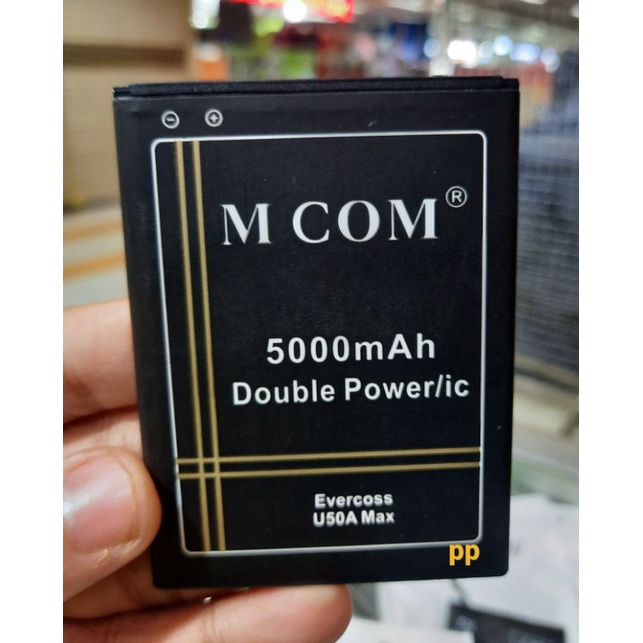 ⊖ ⊕
M COM®
5000mAh
Double Power/ic
Evercoss
U50A Max
pp